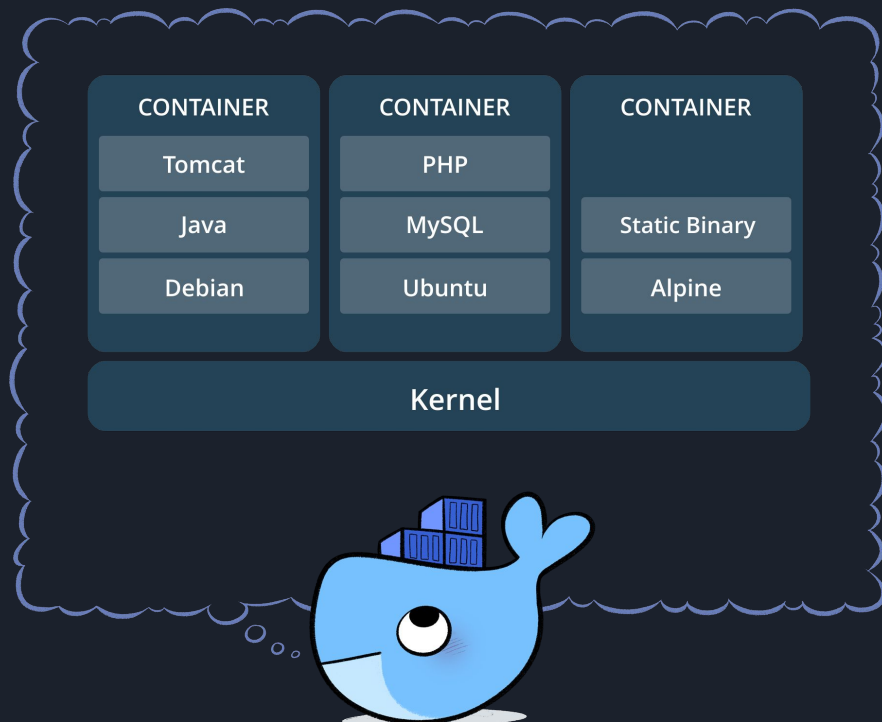 CONTAINER
Tomcat
Java
Debian
CONTAINER
PHP
MySQL
Ubuntu
CONTAINER
Static Binary
Alpine
Kernel